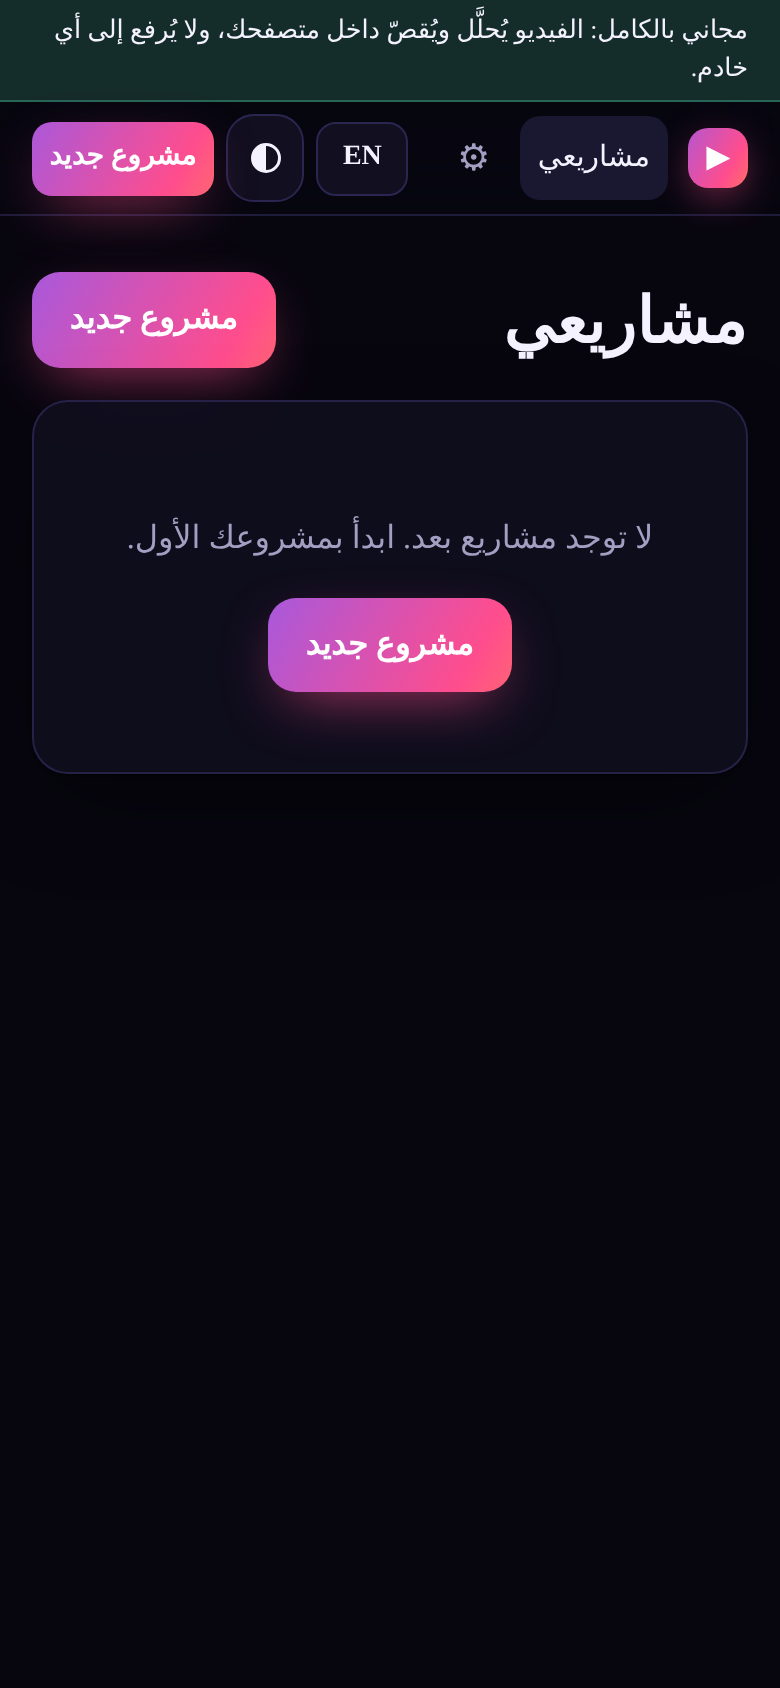 مجاني بالكامل: الفيديو يُحلَّل ويُقصّ داخل متصفحك، ولا يُرفع إلى أي
خادم.
مشاريعي
EN
مشروع جديد
مشاريعي
مشروع جديد
لا توجد مشاريع بعد. ابدأ بمشروعك الأول.
مشروع جديد